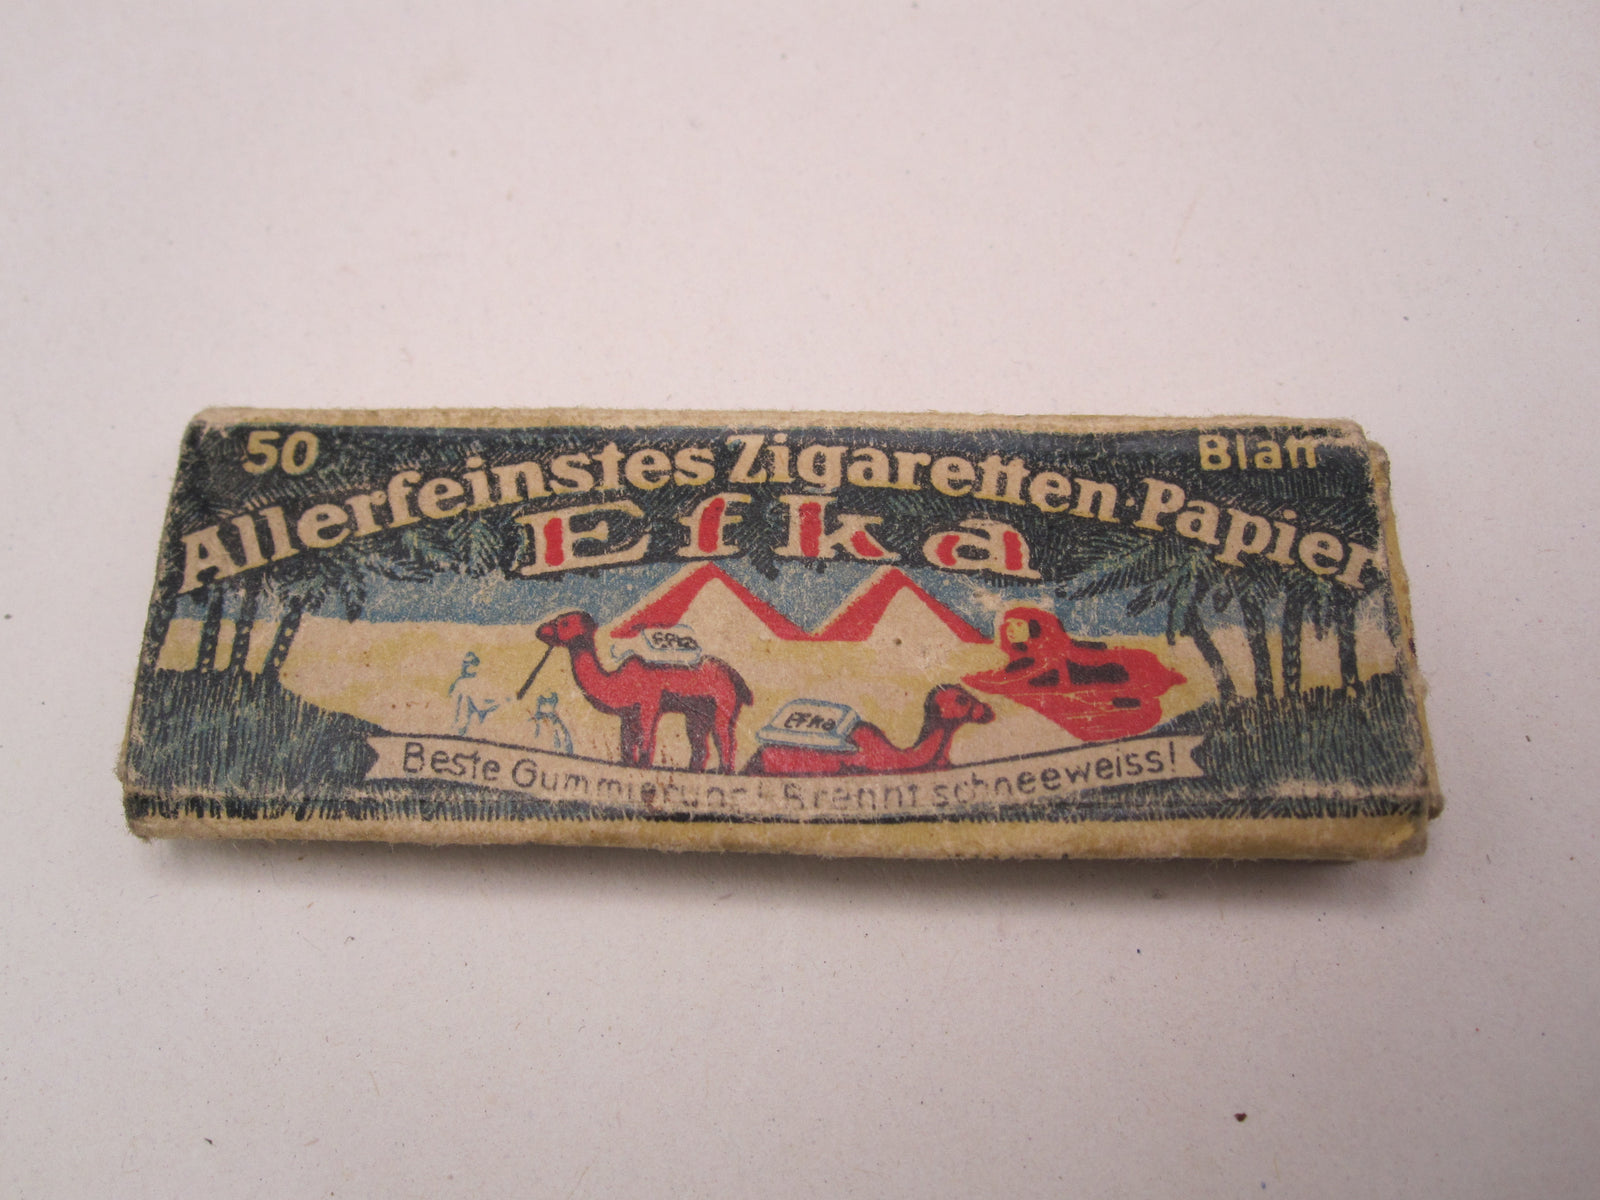 50 Blatt
Allerfeinstes Zigaretten-Papier
Efka
Efka
Efka
Beste Gummierung! Brennt schneeweiss!